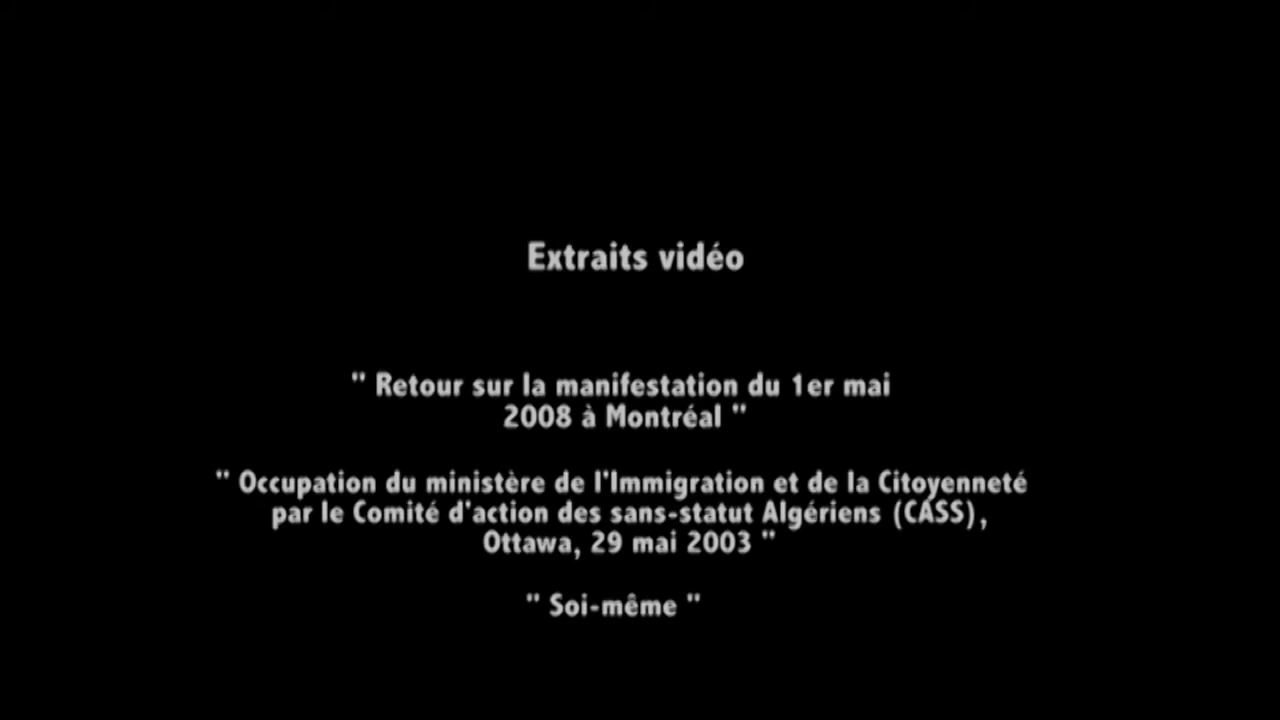 Extraits vidéo
" Retour sur la manifestation du 1er mai
2008 à Montréal "
" Occupation du ministère de l'Immigration et de la Citoyenneté
par le Comité d'action des sans-statut Algériens (CASS),
Ottawa, 29 mai 2003 "
" Soi-même "